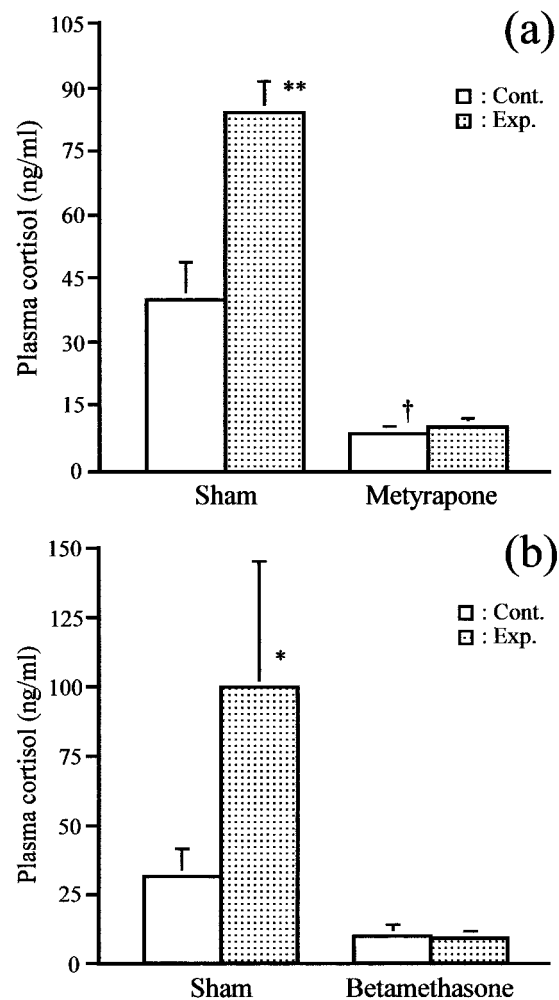 (a)
105
90
75
60
45
30
15
0
Plasma cortisol (ng/ml)
**
: Cont.
: Exp.
†
Sham Metyrapone
(b)
150
125
100
75
50
25
0
Plasma cortisol (ng/ml)
*
: Cont.
: Exp.
Sham Betamethasone